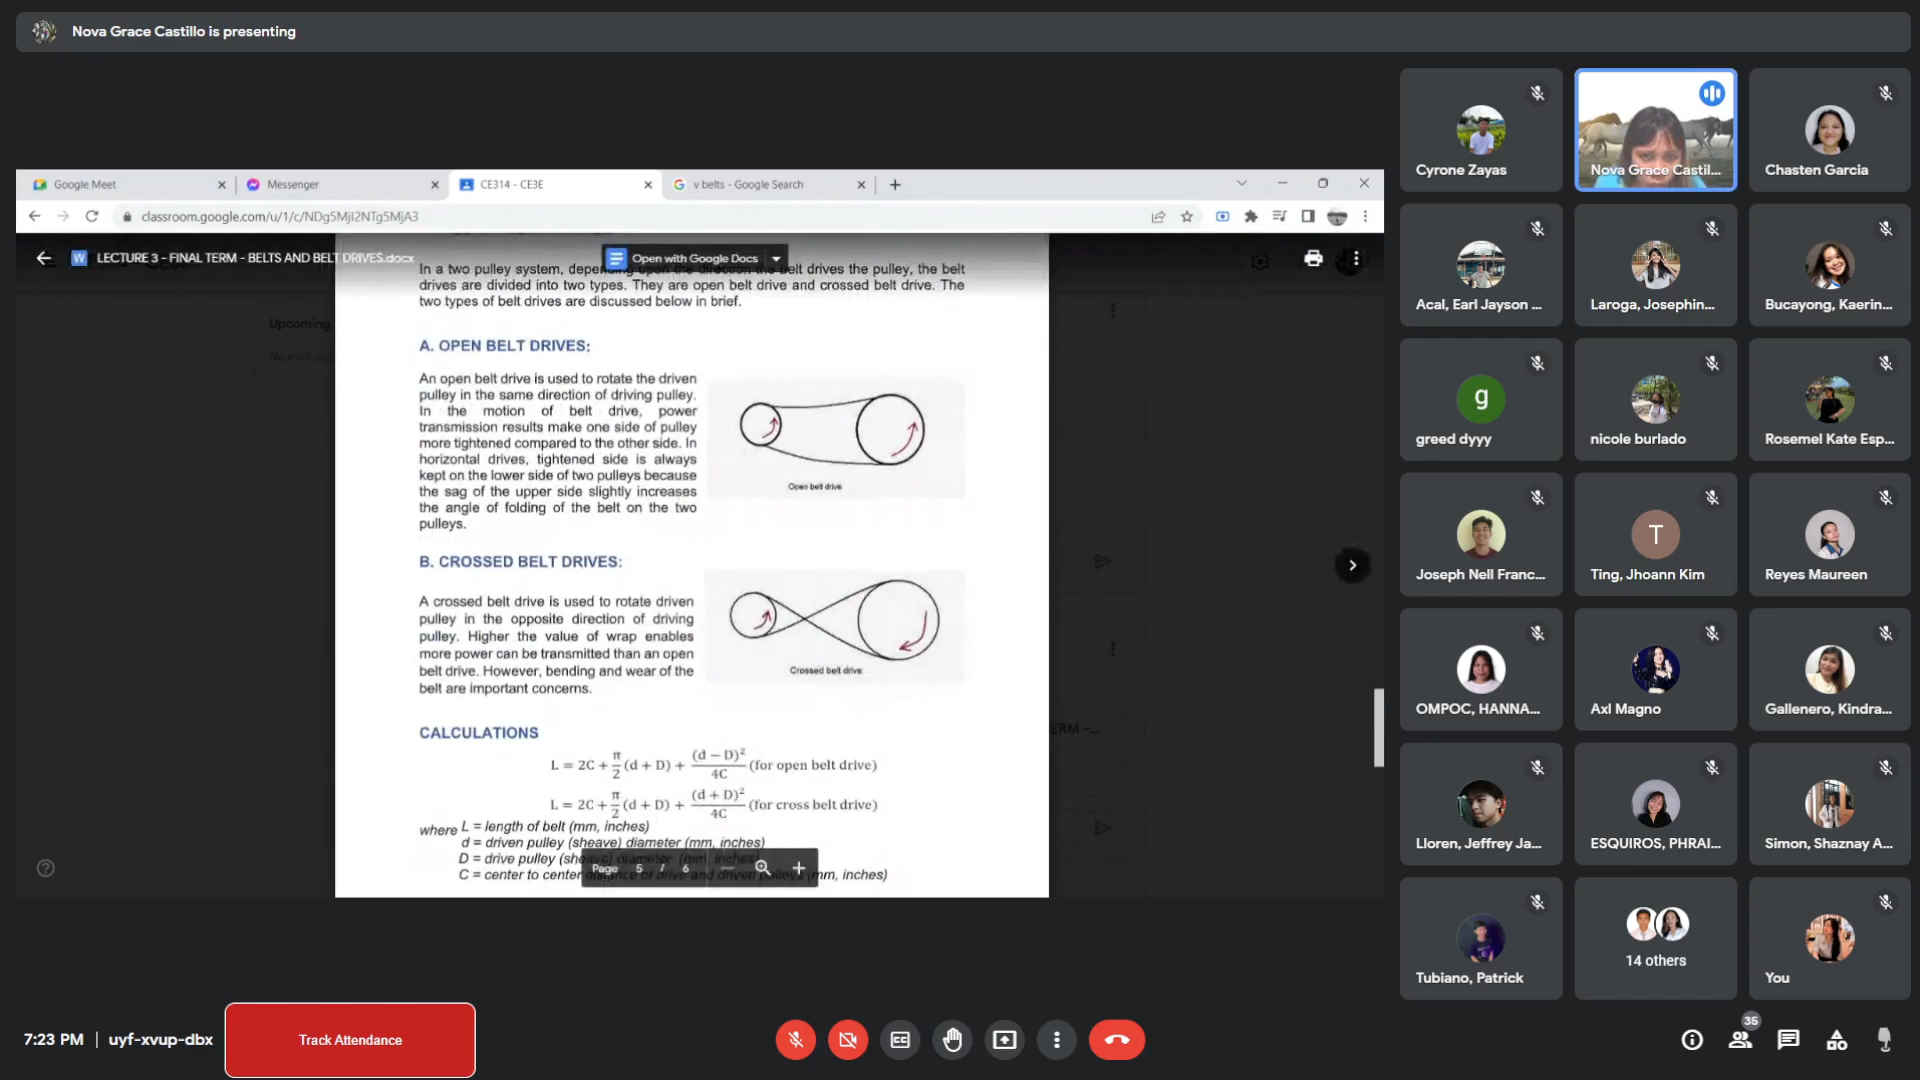 Nova Grace Castillo is presenting
Google Meet
Messenger
CE314 - CE3E
v belts - Google Search
classroom.google.com/u/1/c/NDg5MjI2NTg5MjA3
LECTURE 3 - FINAL TERM - BELTS AND BELT DRIVES.docx
Open with Google Docs
Upcoming
In a two pulley system, depending upon the direction the belt drives the pulley, the belt
drives are divided into two types. They are open belt drive and crossed belt drive. The
two types of belt drives are discussed below in brief.
A. OPEN BELT DRIVES:
An open belt drive is used to rotate the driven
pulley in the same direction of driving pulley.
In the motion of belt drive, power
transmission results make one side of pulley
more tightened compared to the other side. In
horizontal drives, tightened side is always
kept on the lower side of two pulleys because
the sag of the upper side slightly increases
the angle of folding of the belt on the two
pulleys.
Open belt drive
B. CROSSED BELT DRIVES:
A crossed belt drive is used to rotate driven
pulley in the opposite direction of driving
pulley. Higher the value of wrap enables
more power can be transmitted than an open
belt drive. However, bending and wear of the
belt are important concerns.
Crossed belt drive
CALCULATIONS
L = 2C + π/2 (d + D) + (d − D)²/4C (for open belt drive)
L = 2C + π/2 (d + D) + (d + D)²/4C (for cross belt drive)
where L = length of belt (mm, inches)
d = driven pulley (sheave) diameter (mm, inches)
D = drive pulley (sheave) diameter (mm, inches)
C = center to center distance of drive and driven pulleys (mm, inches)
Page 5 / 6
ERM -...
Cyrone Zayas
Nova Grace Castil...
Chasten Garcia
Acal, Earl Jayson ...
Laroga, Josephin...
Bucayong, Kaerin...
g
greed dyyy
nicole burlado
Rosemel Kate Esp...
Joseph Nell Franc...
T
Ting, Jhoann Kim
Reyes Maureen
OMPOC, HANNA...
Axl Magno
Gallenero, Kindra...
Lloren, Jeffrey Ja...
ESQUIROS, PHRAI...
Simon, Shaznay A...
Tubiano, Patrick
14 others
You
7:23 PM | uyf-xvup-dbx
Track Attendance
35